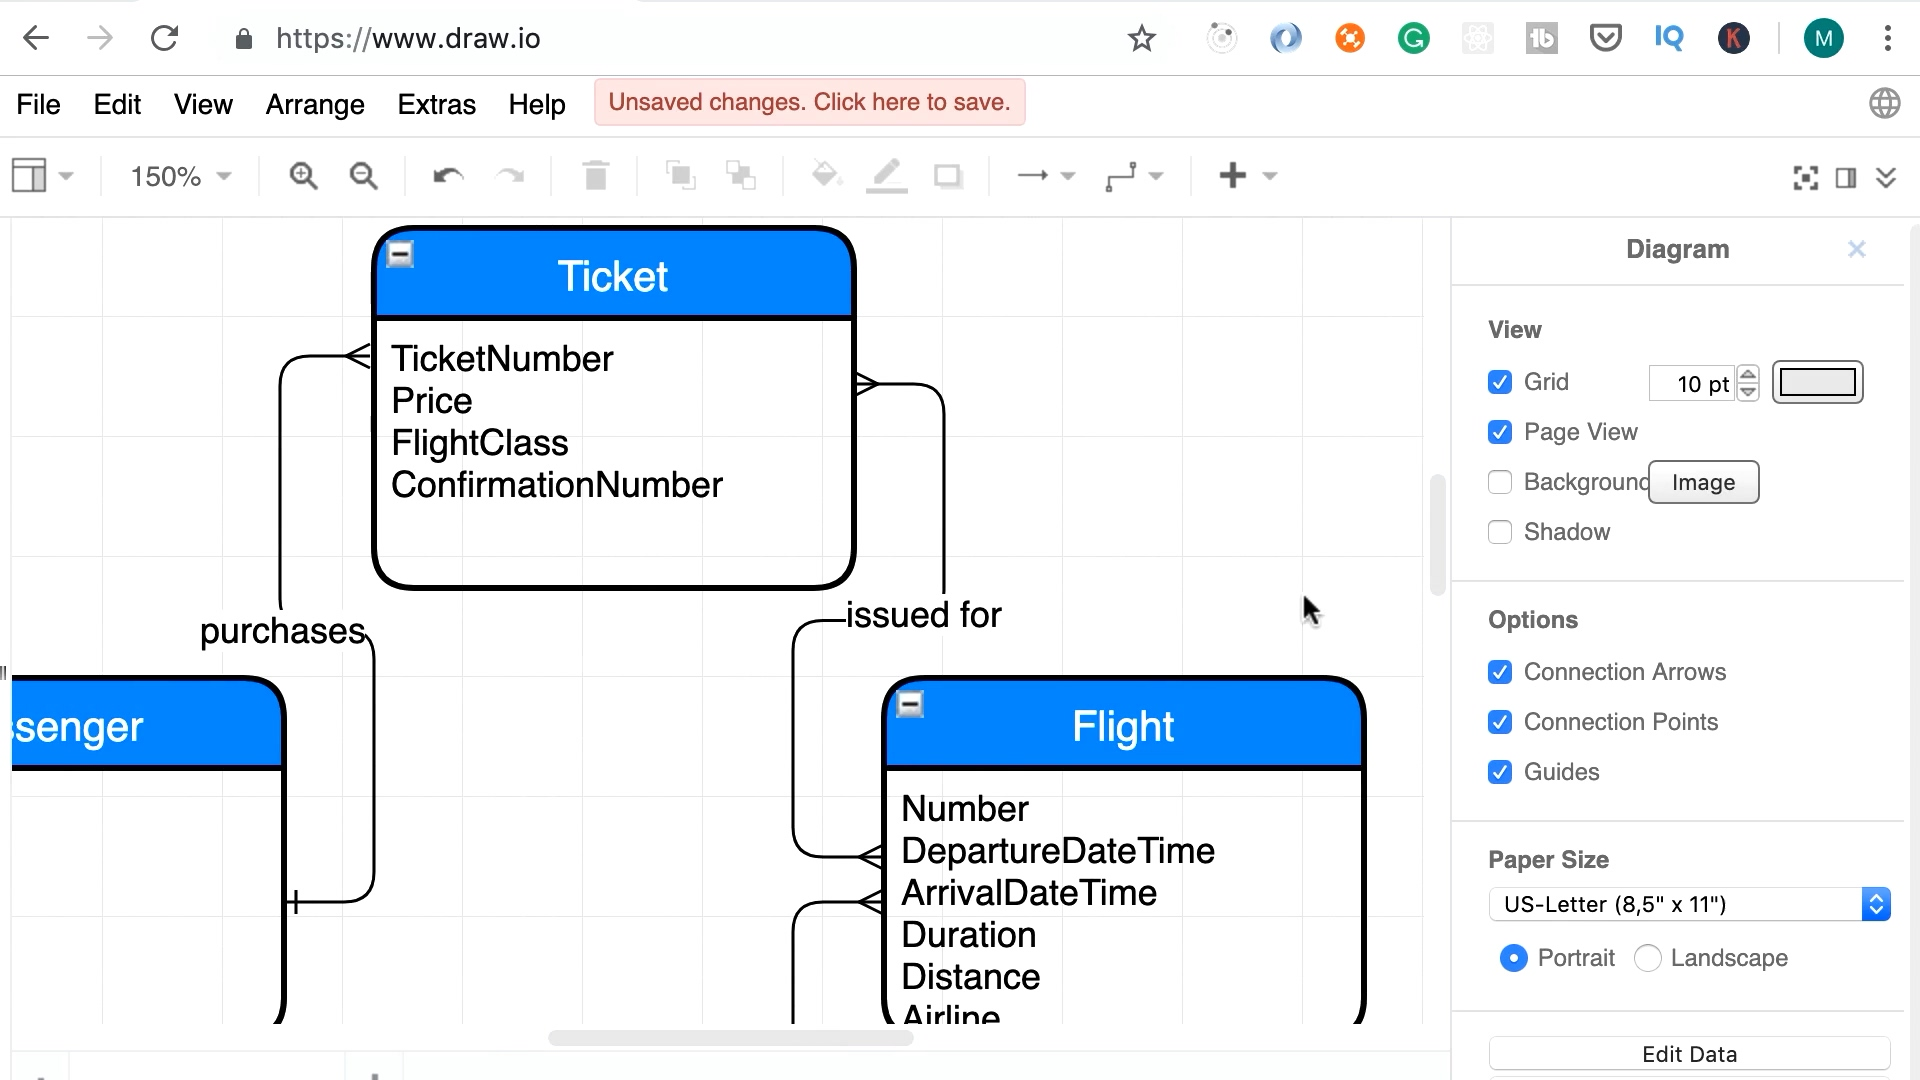 https://www.draw.io
M
File Edit View Arrange Extras Help Unsaved changes. Click here to save.
150%
Diagram
View
Grid 10 pt
Page View
Background Image
Shadow
Options
Connection Arrows
Connection Points
Guides
Paper Size
US-Letter (8,5" x 11")
Portrait Landscape
Edit Data
Ticket
TicketNumber
Price
FlightClass
ConfirmationNumber
purchases
issued for
ssenger
Flight
Number
DepartureDateTime
ArrivalDateTime
Duration
Distance
Airline